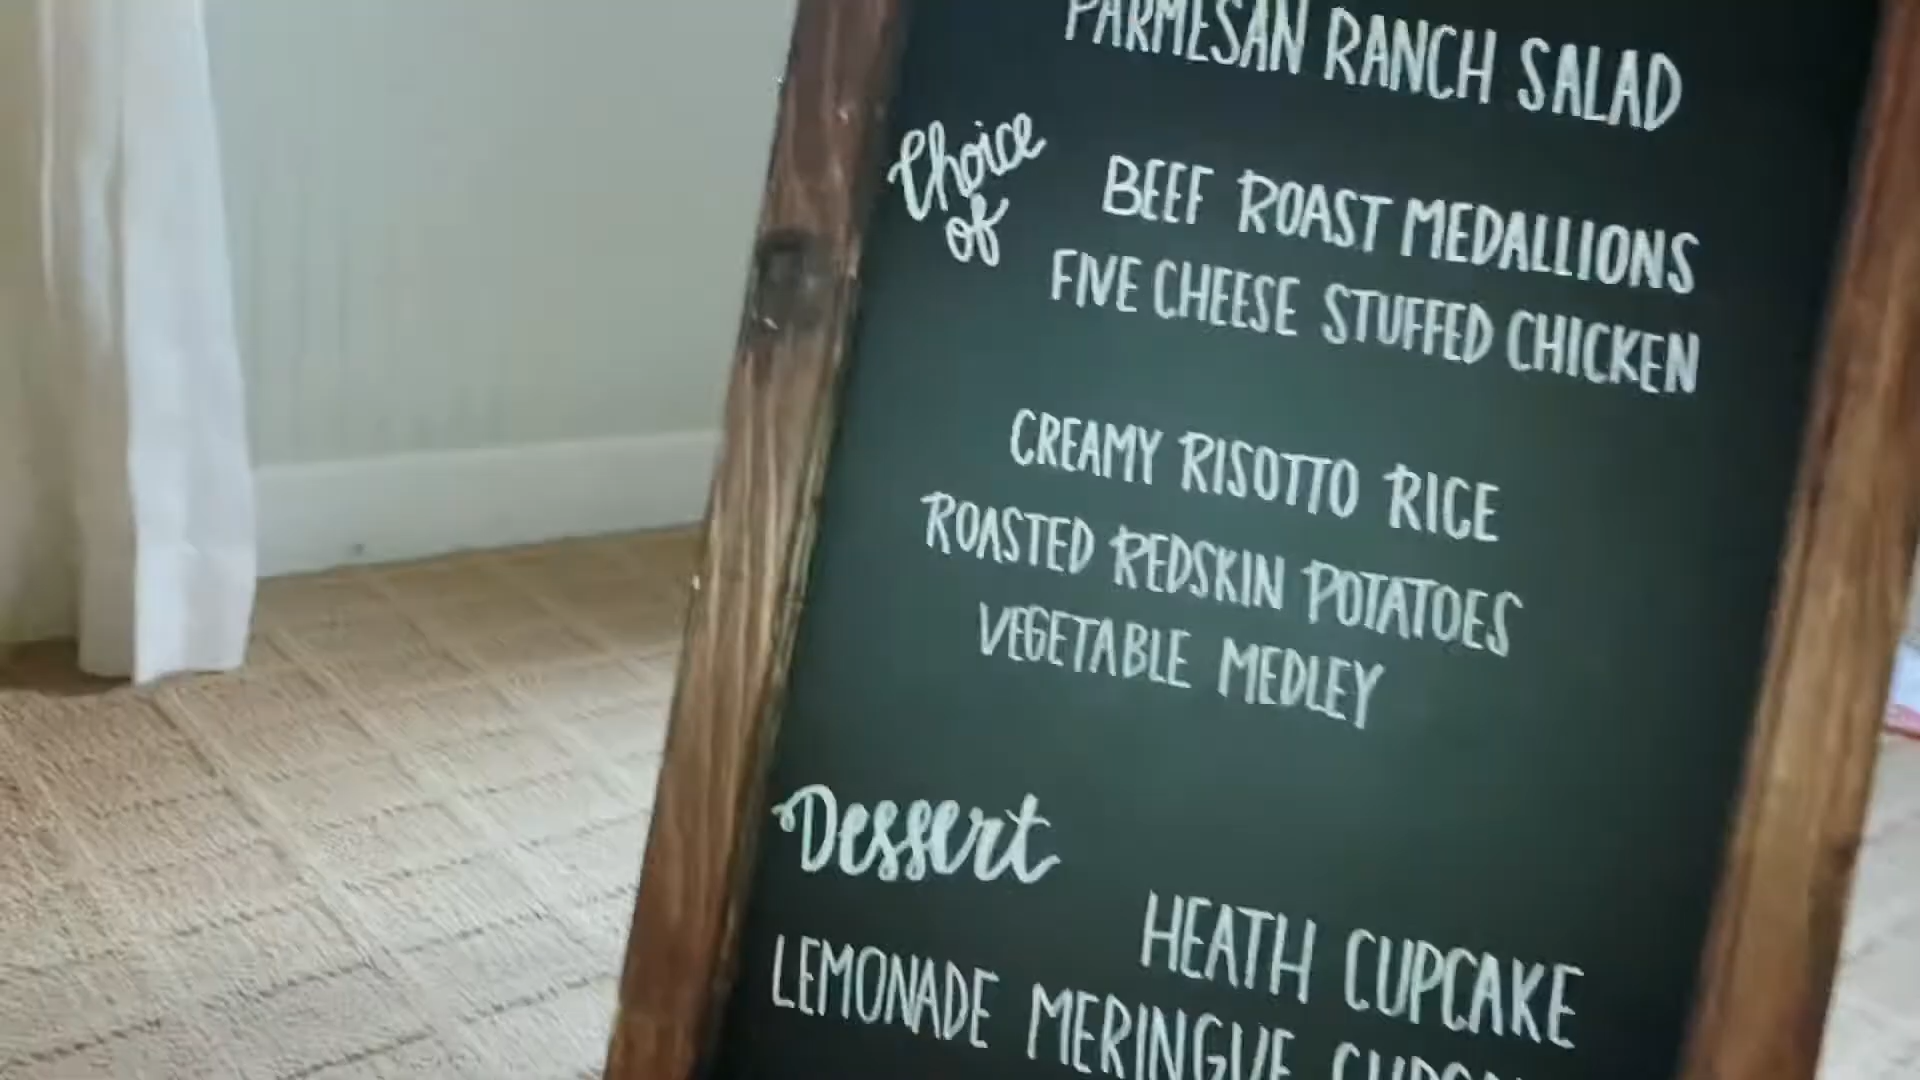 PARMESAN RANCH SALAD
Choice
of
BEEF ROAST MEDALLIONS
FIVE CHEESE STUFFED CHICKEN
CREAMY RISOTTO RICE
ROASTED REDSKIN POTATOES
VEGETABLE MEDLEY
Dessert
HEATH CUPCAKE
LEMONADE MERINGUE